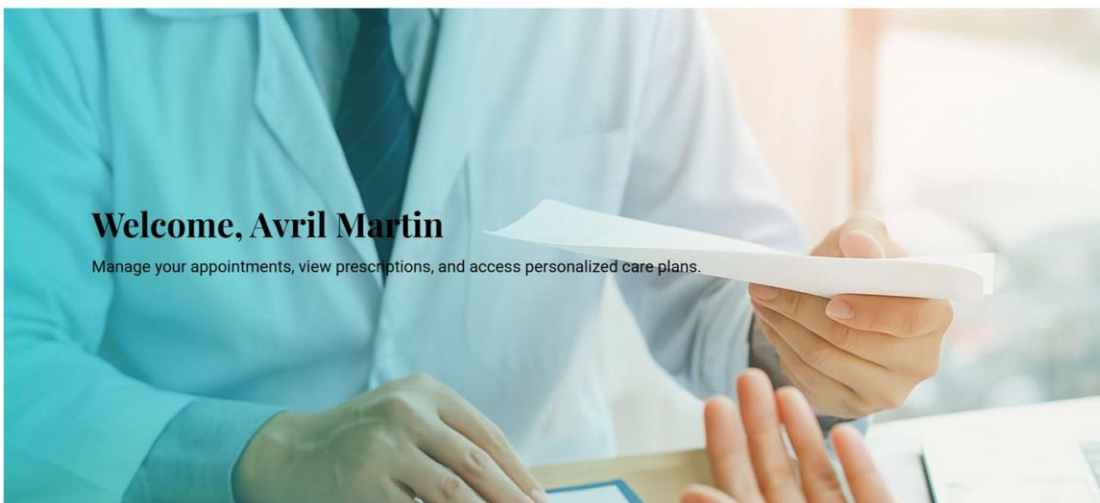 Welcome, Avril Martin
Manage your appointments, view prescriptions, and access personalized care plans.